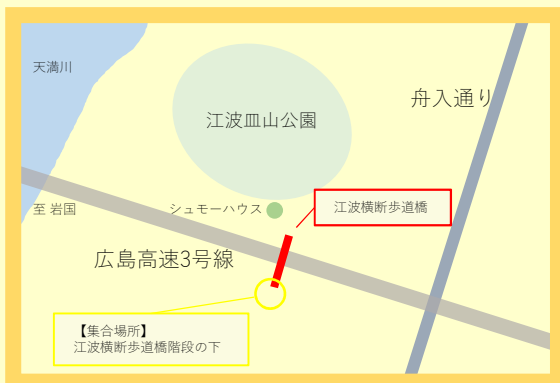 天満川
舟入通り
江波皿山公園
至 岩国
シュモーハウス
江波横断歩道橋
広島高速3号線
【集合場所】
江波横断歩道橋階段の下